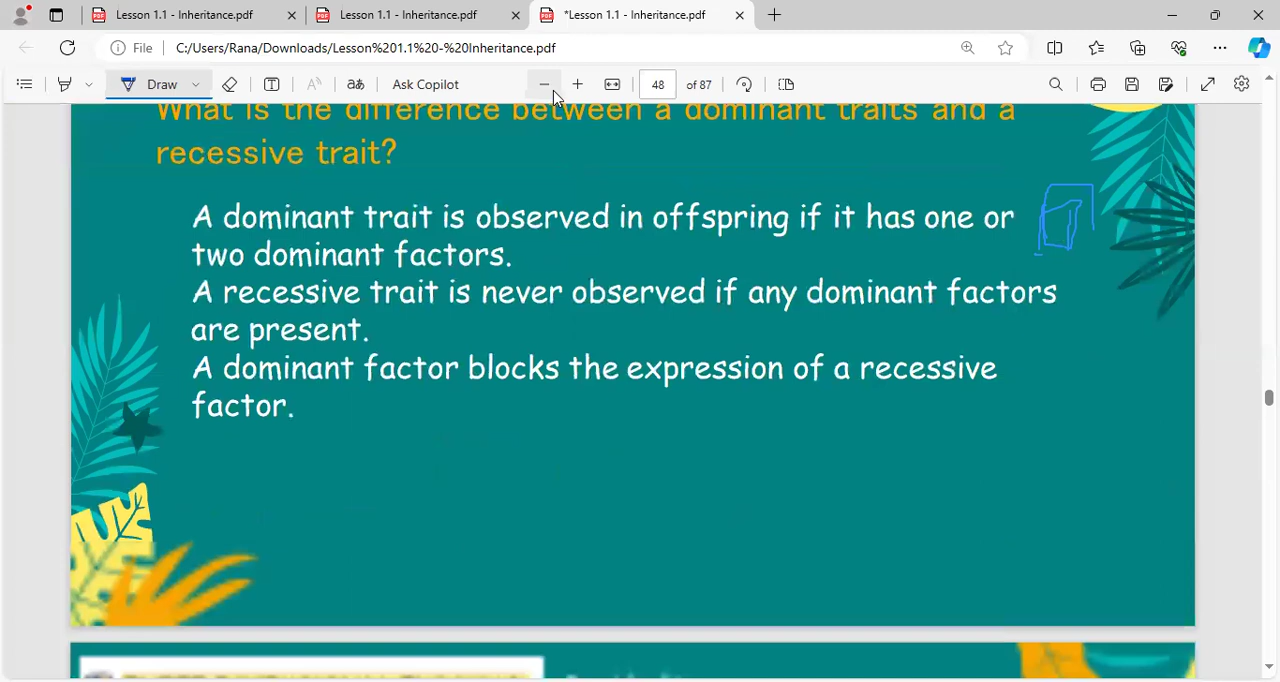 Lesson 1.1 - Inheritance.pdf
Lesson 1.1 - Inheritance.pdf
*Lesson 1.1 - Inheritance.pdf
File C:/Users/Rana/Downloads/Lesson%201.1%20-%20Inheritance.pdf
Draw
Ask Copilot
48 of 87
What is the difference between a dominant traits and a
recessive trait?
A dominant trait is observed in offspring if it has one or
two dominant factors.
A recessive trait is never observed if any dominant factors
are present.
A dominant factor blocks the expression of a recessive
factor.